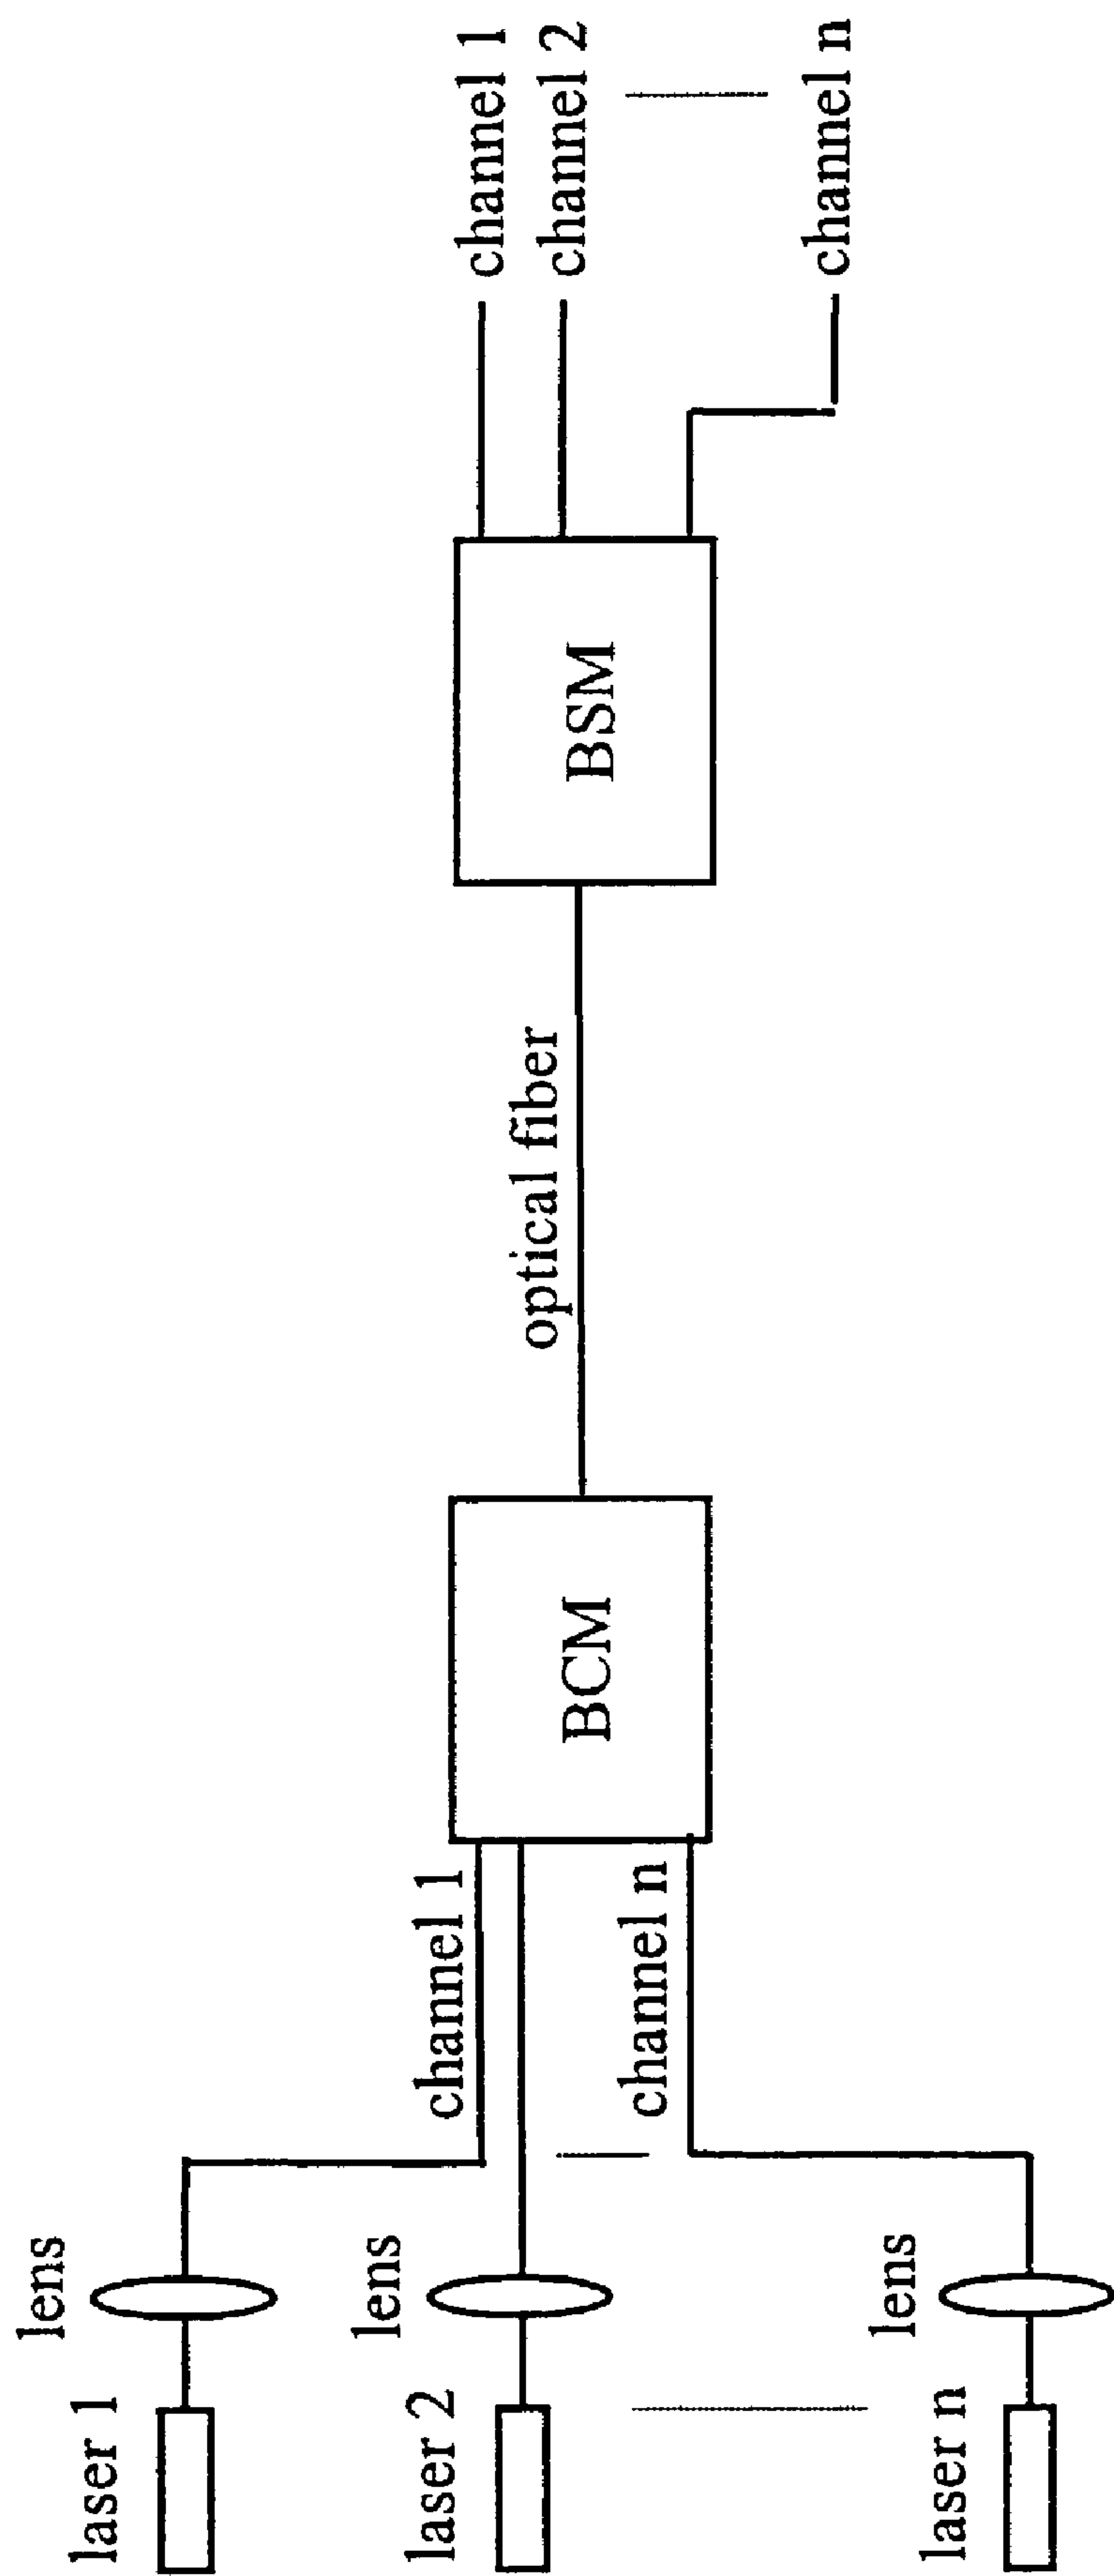 laser 1
lens
laser 2
lens
laser n
lens
channel 1
channel n
BCM
optical fiber
BSM
channel 1
channel 2
channel n